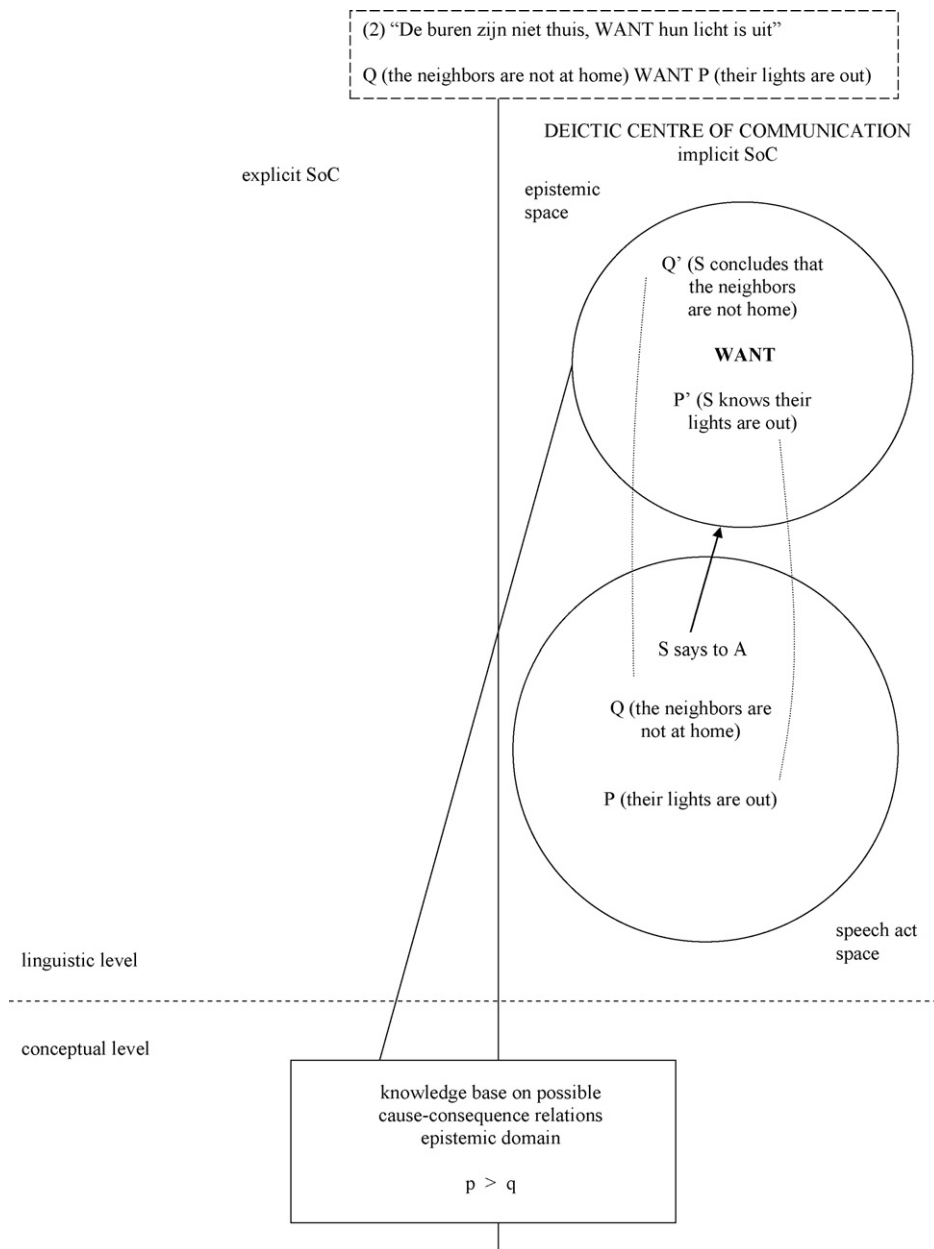 (2) “De buren zijn niet thuis, WANT hun licht is uit”
Q (the neighbors are not at home) WANT P (their lights are out)
DEICTIC CENTRE OF COMMUNICATION
implicit SoC
explicit SoC
epistemic
space
Q’ (S concludes that
the neighbors
are not home)
WANT
P’ (S knows their
lights are out)
S says to A
Q (the neighbors are
not at home)
P (their lights are out)
speech act
space
linguistic level
conceptual level
knowledge base on possible
cause-consequence relations
epistemic domain
p > q